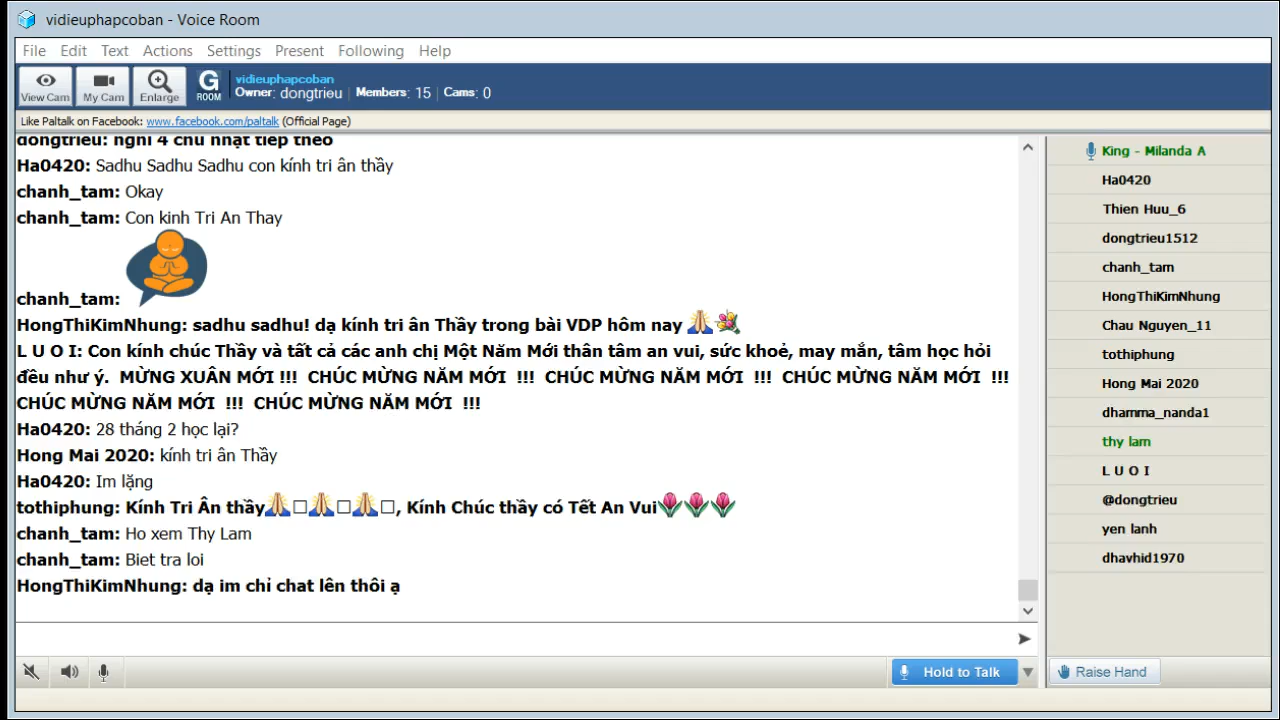 vidieuphapcoban - Voice Room
File Edit Text Actions Settings Present Following Help
View Cam My Cam Enlarge G ROOM
vidieuphapcoban
Owner: dongtrieu Members: 15 Cams: 0
Like Paltalk on Facebook: www.facebook.com/paltalk (Official Page)
dongtrieu: nghỉ 4 chủ nhật tiếp theo
Ha0420: Sadhu Sadhu Sadhu con kính tri ân thầy
chanh_tam: Okay
chanh_tam: Con kinh Tri An Thay
chanh_tam:
HongThiKimNhung: sadhu sadhu! dạ kính tri ân Thầy trong bài VDP hôm nay
L U O I: Con kính chúc Thầy và tất cả các anh chị Một Năm Mới thân tâm an vui, sức khoẻ, may mắn, tâm học hỏi
đều như ý. MỪNG XUÂN MỚI !!! CHÚC MỪNG NĂM MỚI !!! CHÚC MỪNG NĂM MỚI !!! CHÚC MỪNG NĂM MỚI !!!
CHÚC MỪNG NĂM MỚI !!! CHÚC MỪNG NĂM MỚI !!!
Ha0420: 28 tháng 2 học lại?
Hong Mai 2020: kính tri ân Thầy
Ha0420: Im lặng
tothiphung: Kính Tri Ân thầy, Kính Chúc thầy có Tết An Vui
chanh_tam: Ho xem Thy Lam
chanh_tam: Biet tra loi
HongThiKimNhung: dạ im chỉ chat lên thôi ạ
King - Milanda A
Ha0420
Thien Huu_6
dongtrieu1512
chanh_tam
HongThiKimNhung
Chau Nguyen_11
tothiphung
Hong Mai 2020
dhamma_nanda1
thy lam
L U O I
@dongtrieu
yen lanh
dhavhid1970
Hold to Talk
Raise Hand